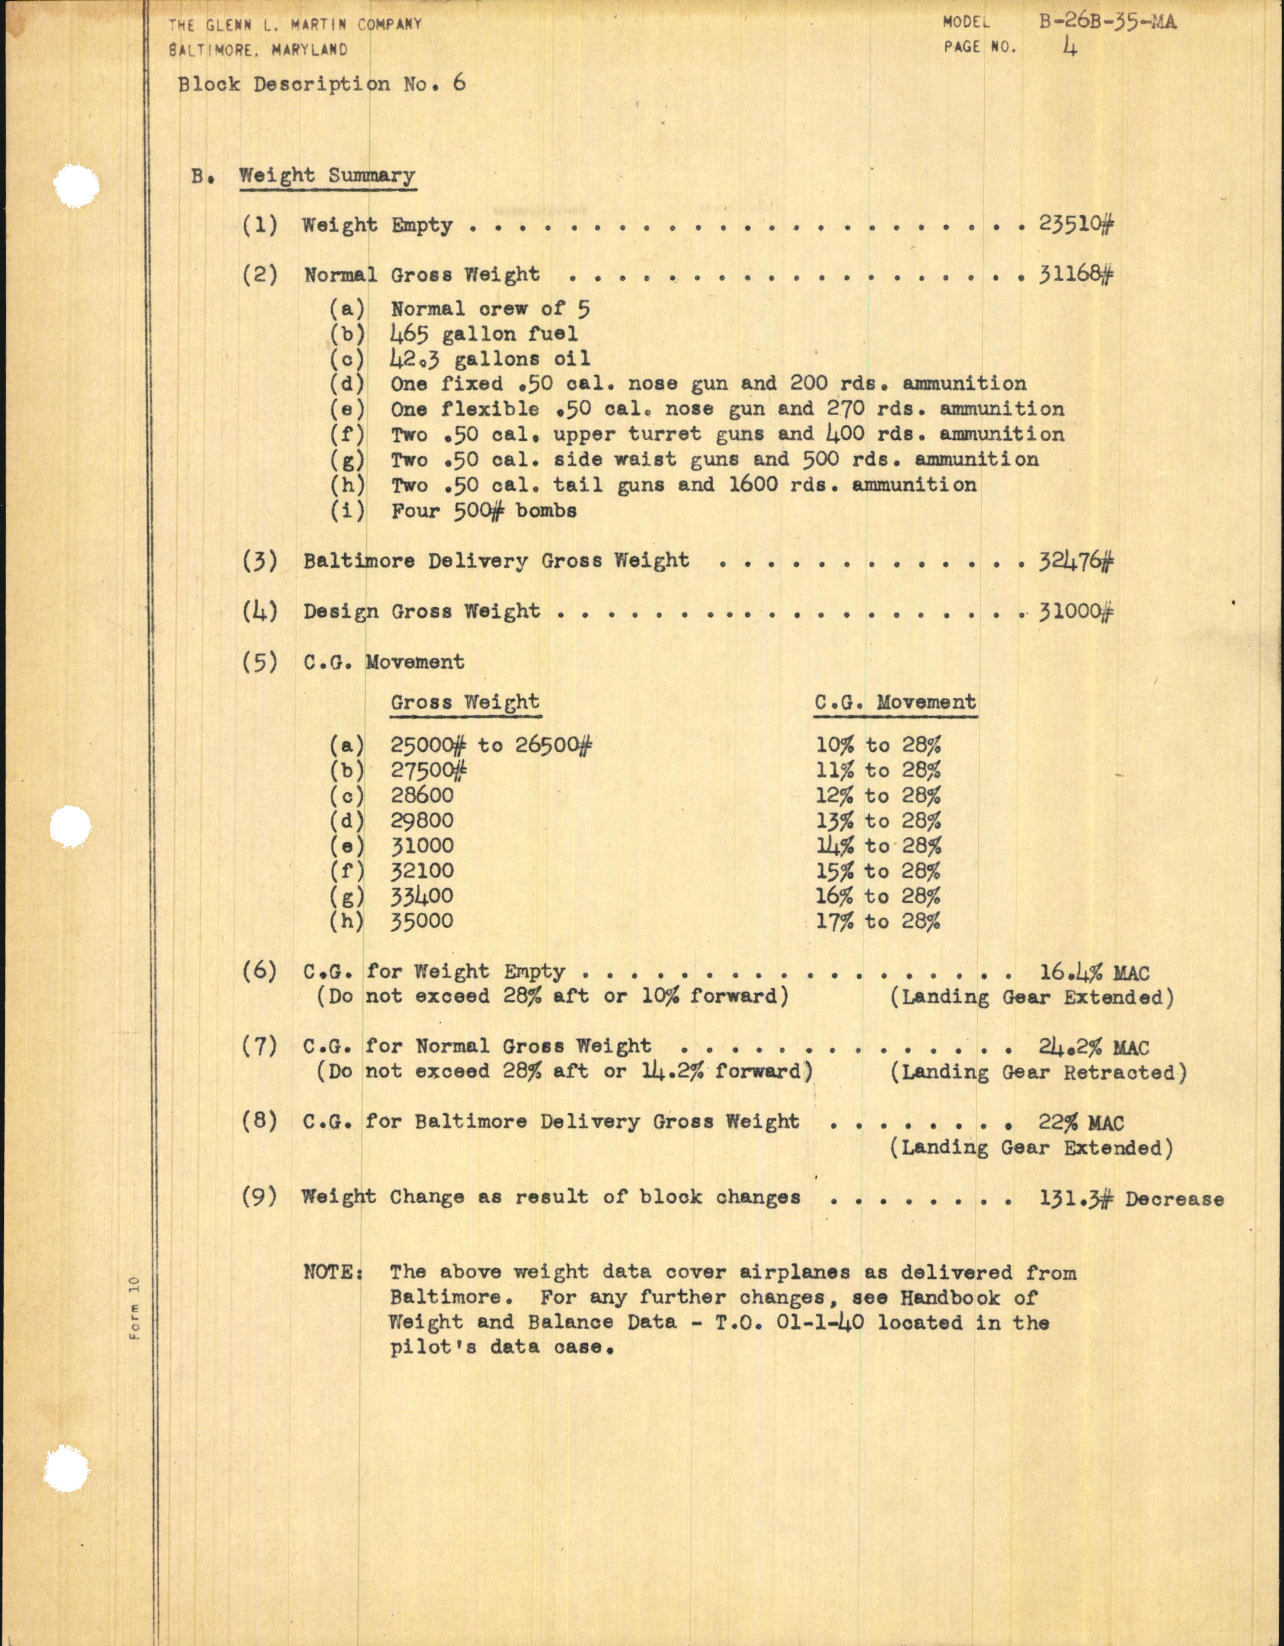 THE GLENN L. MARTIN COMPANY
BALTIMORE, MARYLAND
MODEL B-26B-35-MA
PAGE NO. 4
Block Description No. 6
B. Weight Summary
(1) Weight Empty . . . . . . . . . . . . . . . . . . . . . . . 23510#
(2) Normal Gross Weight . . . . . . . . . . . . . . . . . . . 31168#
(a) Normal crew of 5
(b) 465 gallon fuel
(c) 42.3 gallons oil
(d) One fixed .50 cal. nose gun and 200 rds. ammunition
(e) One flexible .50 cal. nose gun and 270 rds. ammunition
(f) Two .50 cal. upper turret guns and 400 rds. ammunition
(g) Two .50 cal. side waist guns and 500 rds. ammunition
(h) Two .50 cal. tail guns and 1600 rds. ammunition
(i) Four 500# bombs
(3) Baltimore Delivery Gross Weight . . . . . . . . . . . . . 32476#
(4) Design Gross Weight . . . . . . . . . . . . . . . . . . . 31000#
(5) C.G. Movement
Gross Weight C.G. Movement
(a) 25000# to 26500# 10% to 28%
(b) 27500# 11% to 28%
(c) 28600 12% to 28%
(d) 29800 13% to 28%
(e) 31000 14% to 28%
(f) 32100 15% to 28%
(g) 33400 16% to 28%
(h) 35000 17% to 28%
(6) C.G. for Weight Empty . . . . . . . . . . . . . . . . . . 16.4% MAC
(Do not exceed 28% aft or 10% forward) (Landing Gear Extended)
(7) C.G. for Normal Gross Weight . . . . . . . . . . . . . . 24.2% MAC
(Do not exceed 28% aft or 14.2% forward) (Landing Gear Retracted)
(8) C.G. for Baltimore Delivery Gross Weight . . . . . . . . 22% MAC
(Landing Gear Extended)
(9) Weight Change as result of block changes . . . . . . . . 131.3# Decrease
NOTE: The above weight data cover airplanes as delivered from
Baltimore. For any further changes, see Handbook of
Weight and Balance Data - T.O. 01-1-40 located in the
pilot's data case.
Form 10